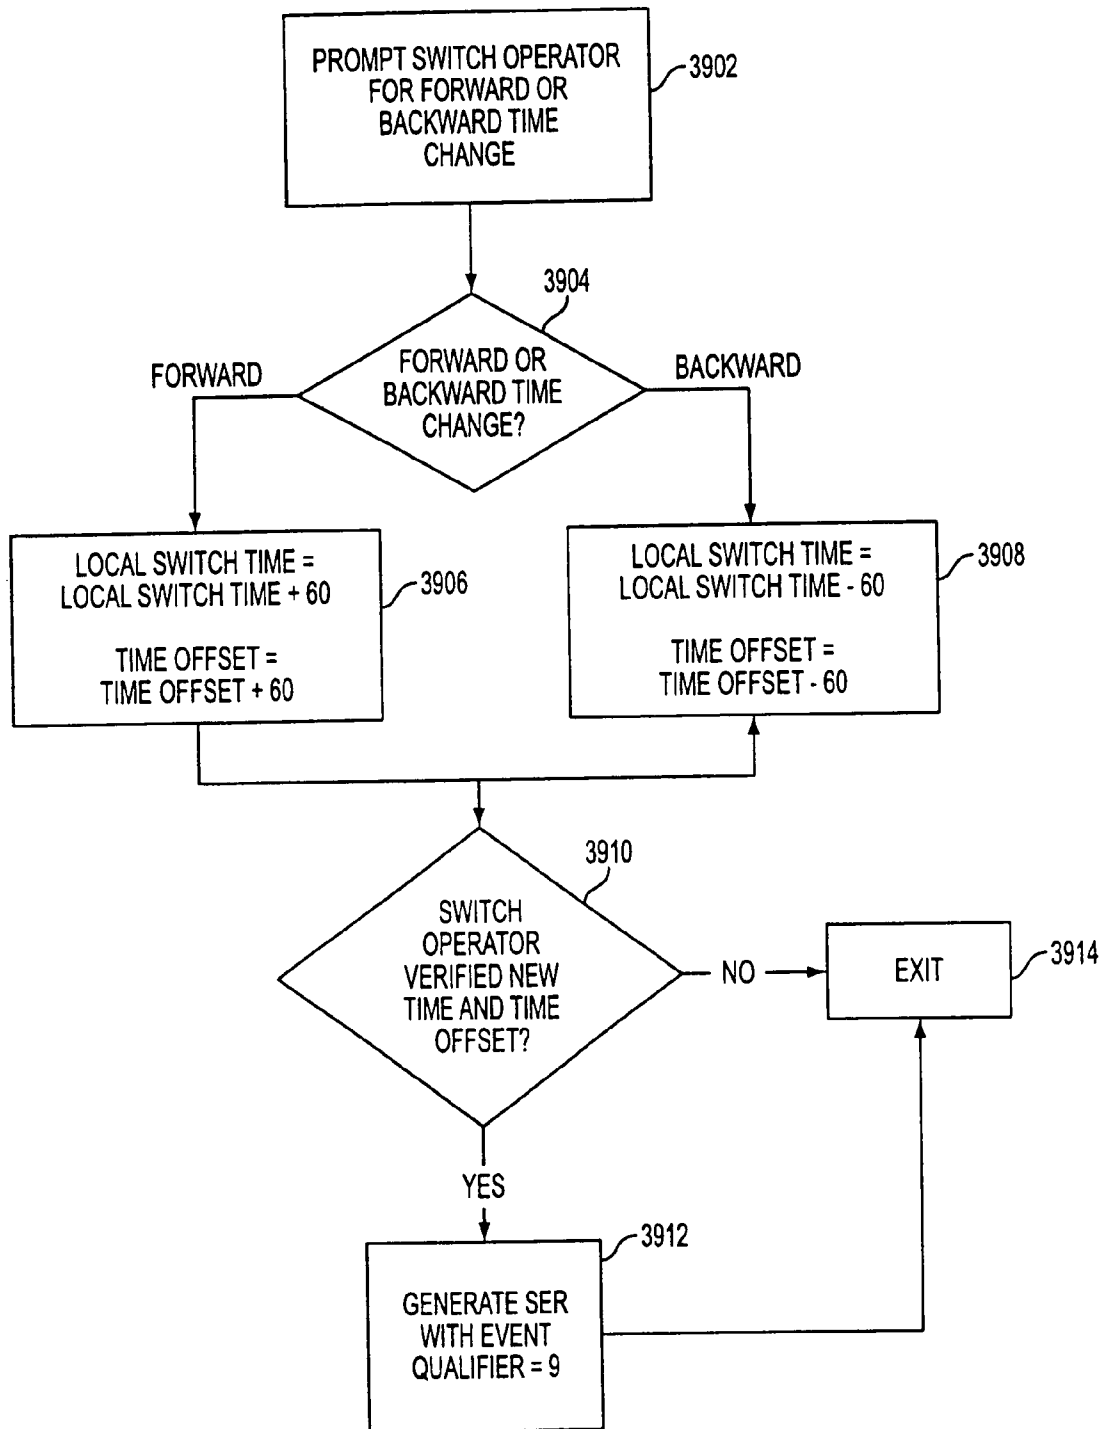 PROMPT SWITCH OPERATOR
FOR FORWARD OR
BACKWARD TIME
CHANGE
3902
3904
FORWARD OR
BACKWARD TIME
CHANGE?
FORWARD
BACKWARD
LOCAL SWITCH TIME =
LOCAL SWITCH TIME + 60
TIME OFFSET =
TIME OFFSET + 60
3906
LOCAL SWITCH TIME =
LOCAL SWITCH TIME - 60
TIME OFFSET =
TIME OFFSET - 60
3908
3910
SWITCH
OPERATOR
VERIFIED NEW
TIME AND TIME
OFFSET?
NO
EXIT
3914
YES
3912
GENERATE SER
WITH EVENT
QUALIFIER = 9